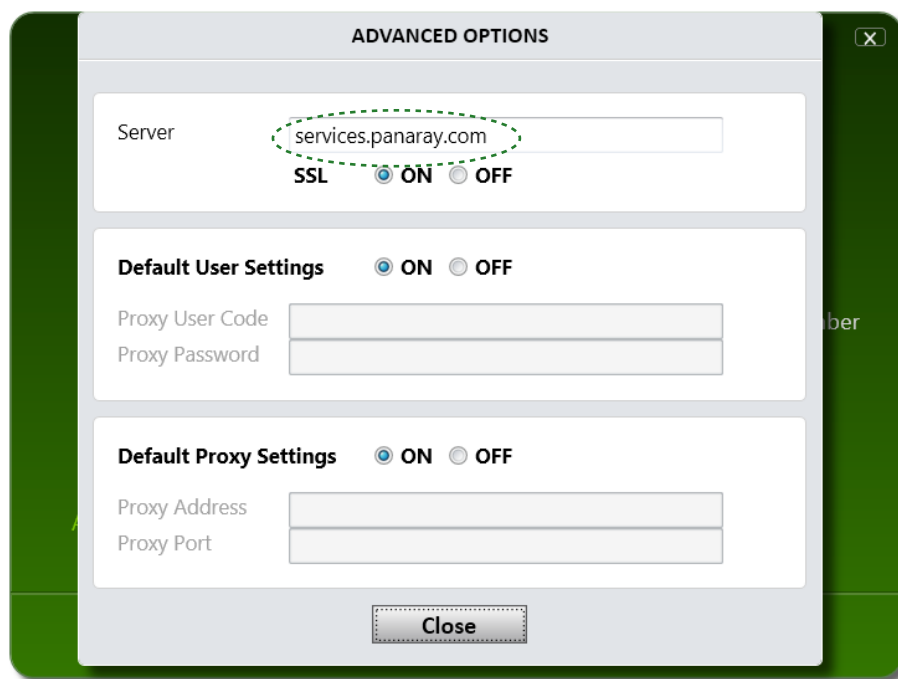 ADVANCED OPTIONS
X
Server services.panaray.com
SSL ON OFF
Default User Settings ON OFF
Proxy User Code
Proxy Password
Default Proxy Settings ON OFF
Proxy Address
Proxy Port
Close